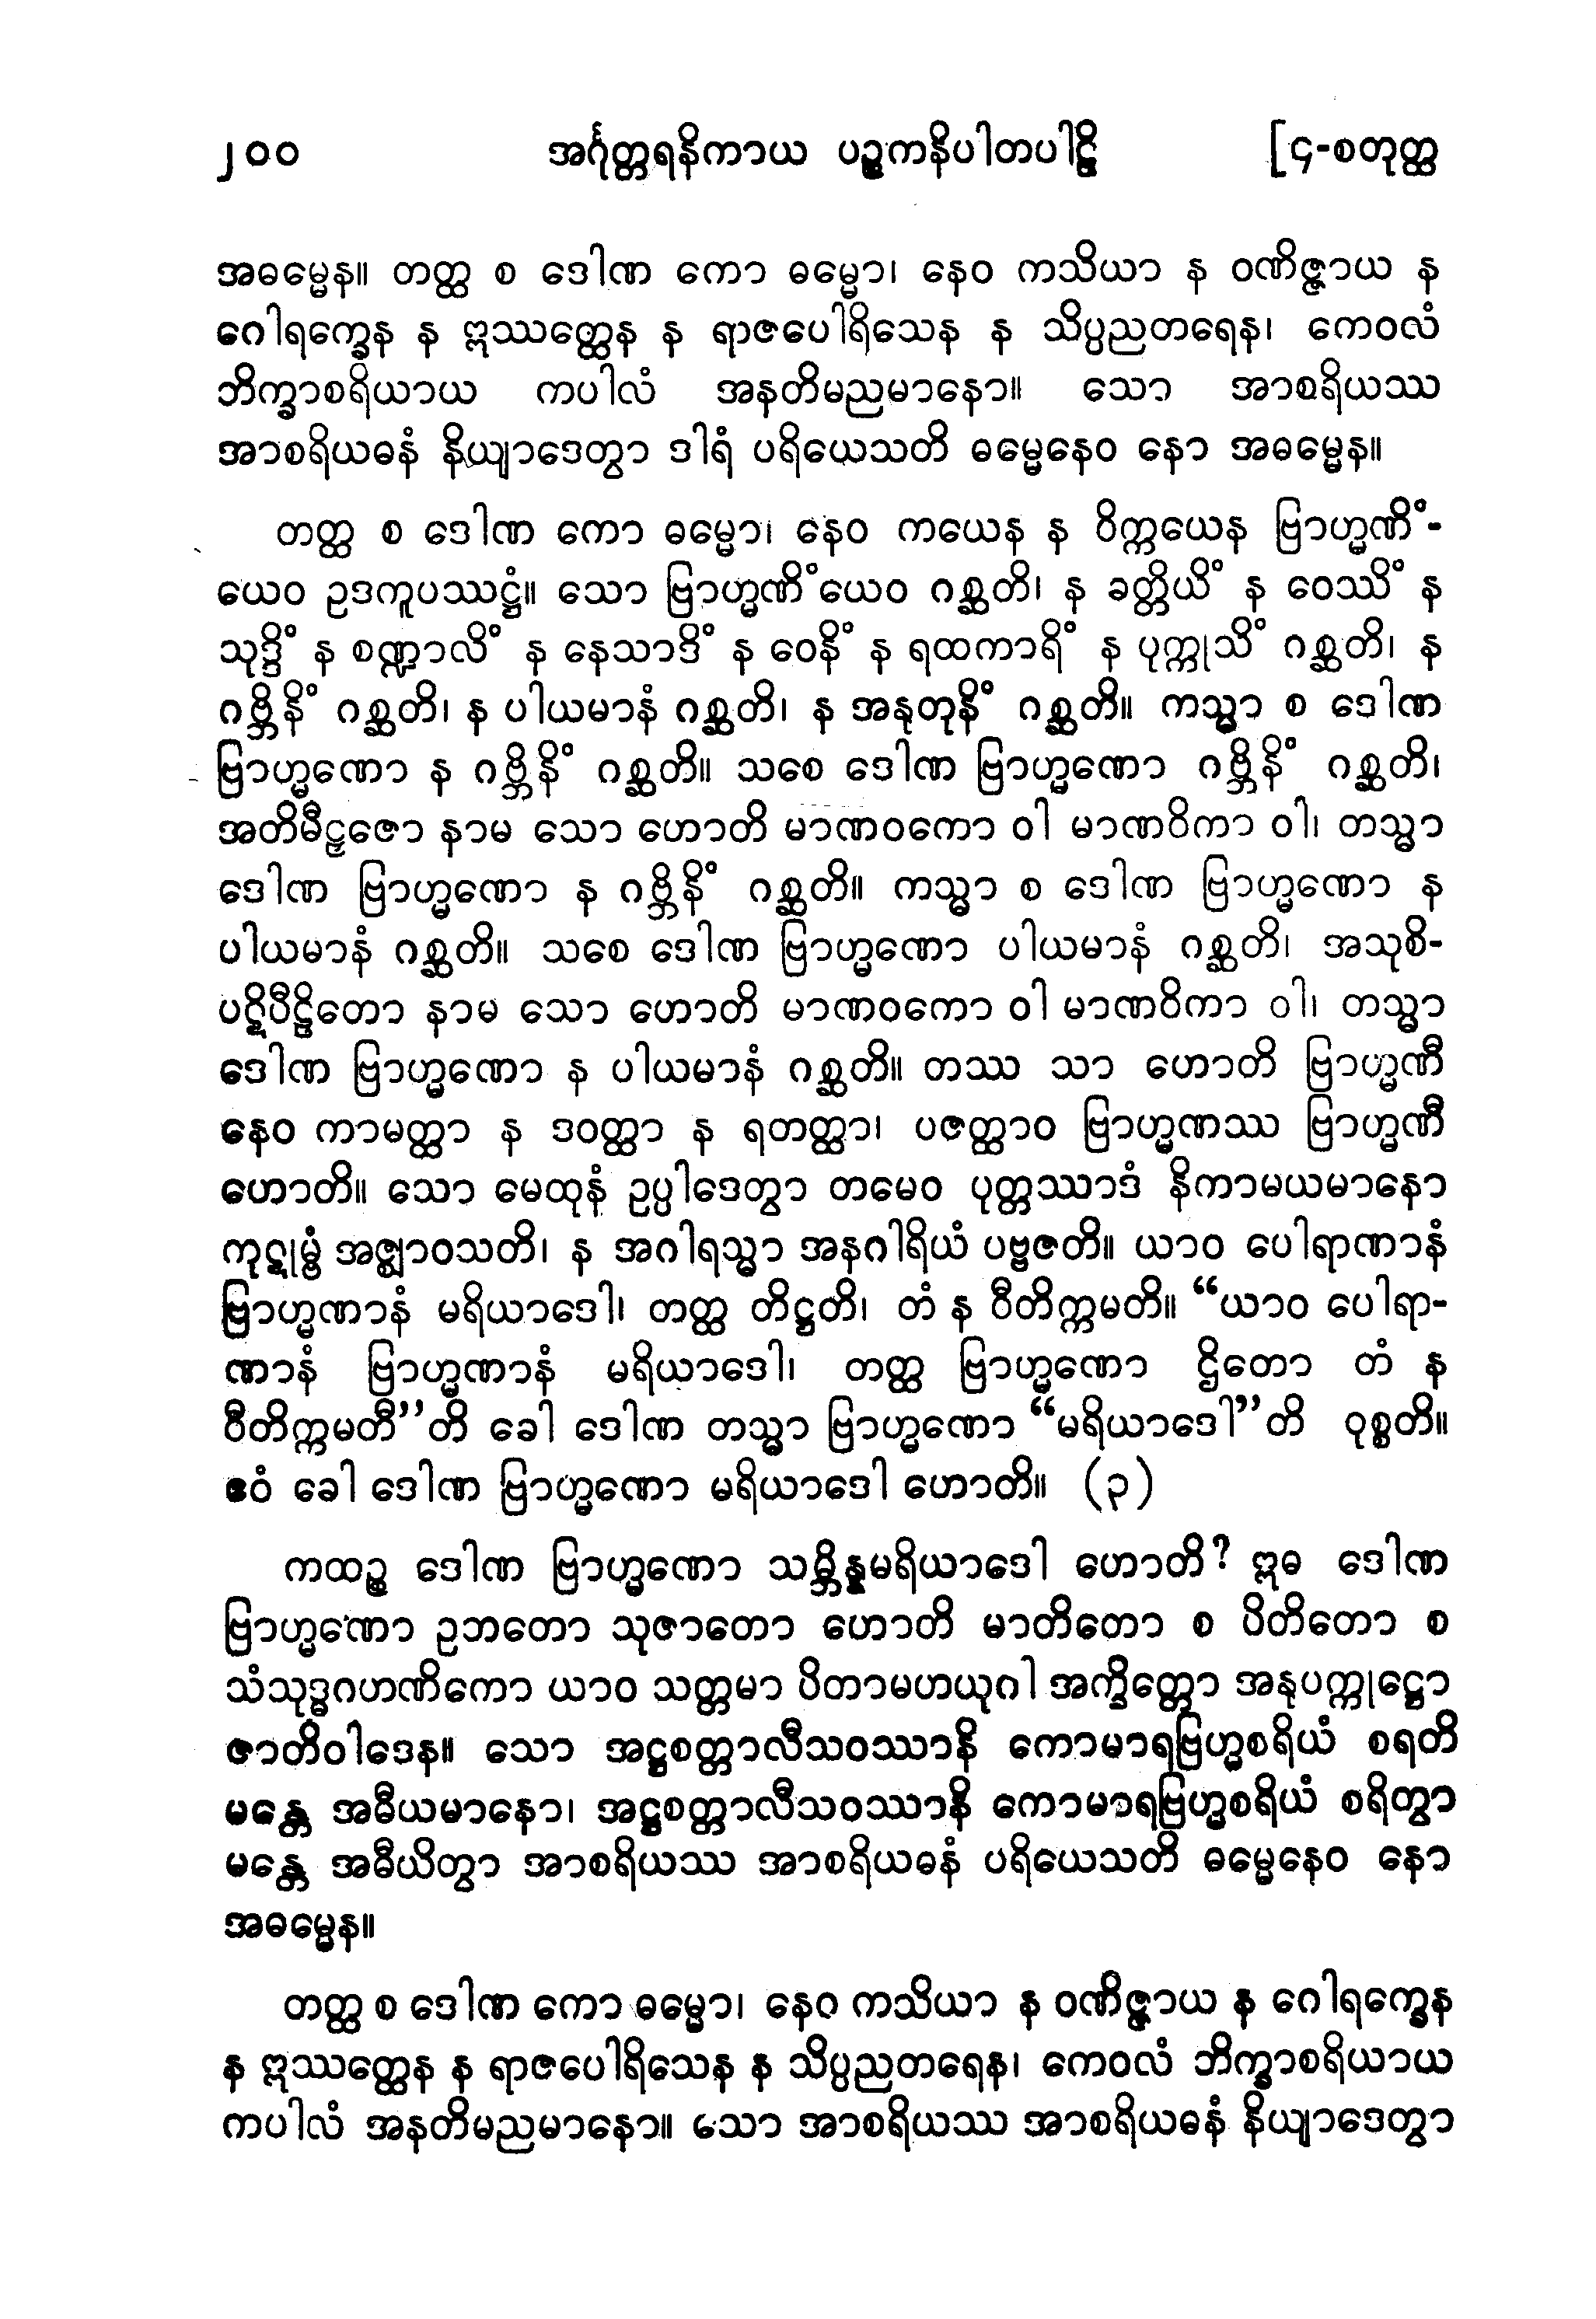 ၂၀၀ အင်္ဂုတ္တရနိကာယ ပဉ္စကနိပါတပါဠိ [၄-စတုတ္ထ
အဓမ္မေန။ တတ္ထ စ ဒေါဏ ကော ဓမ္မော၊ နေဝ ကသိယာ န ဝဏိဇ္ဇာယ န
ဂေါရက္ခေန န ဣဿတ္ထေန န ရာဇပေါရိသေန န သိပ္ပညတရေန၊ ကေဝလံ
ဘိက္ခာစရိယာယ ကပါလံ အနတိမညမာနော။ သော အာစရိယဿ
အာစရိယဓနံ နိယျာဒေတွာ ဒါရံ ပရိယေသတိ ဓမ္မေနေဝ နော အဓမ္မေန။
တတ္ထ စ ဒေါဏ ကော ဓမ္မော၊ နေဝ ကယေန န ဝိက္ကယေန ဗြာဟ္မဏိံ-
ယေဝ ဥဒကူပဿဋ္ဌံ။ သော ဗြာဟ္မဏိံယေဝ ဂစ္ဆတိ၊ န ခတ္တိယိံ န ဝေဿိံ န
သုဒ္ဒိံ န စဏ္ဍာလိံ န နေသာဒိံ န ဝေနိံ န ရထကာရိံ န ပုက္ကုသိံ ဂစ္ဆတိ၊ န
ဂဗ္ဘိနိံ ဂစ္ဆတိ၊ န ပါယမာနံ ဂစ္ဆတိ၊ န အနုတုနိံ ဂစ္ဆတိ။ ကသ္မာ စ ဒေါဏ
ဗြာဟ္မဏော န ဂဗ္ဘိနိံ ဂစ္ဆတိ။ သစေ ဒေါဏ ဗြာဟ္မဏော ဂဗ္ဘိနိံ ဂစ္ဆတိ၊
အတိမီဠှဇော နာမ သော ဟောတိ မာဏဝကော ဝါ မာဏဝိကာ ဝါ၊ တသ္မာ
ဒေါဏ ဗြာဟ္မဏော န ဂဗ္ဘိနိံ ဂစ္ဆတိ။ ကသ္မာ စ ဒေါဏ ဗြာဟ္မဏော န
ပါယမာနံ ဂစ္ဆတိ။ သစေ ဒေါဏ ဗြာဟ္မဏော ပါယမာနံ ဂစ္ဆတိ၊ အသုစိ-
ပဋိပီဠိတော နာမ သော ဟောတိ မာဏဝကော ဝါ မာဏဝိကာ ဝါ၊ တသ္မာ
ဒေါဏ ဗြာဟ္မဏော န ပါယမာနံ ဂစ္ဆတိ။ တဿ သာ ဟောတိ ဗြာဟ္မဏီ
နေဝ ကာမတ္ထာ န ဒဝတ္ထာ န ရတတ္ထာ၊ ပဇတ္ထာဝ ဗြာဟ္မဏဿ ဗြာဟ္မဏီ
ဟောတိ။ သော မေထုနံ ဥပ္ပါဒေတွာ တမေဝ ပုတ္တဿာဒံ နိကာမယမာနော
ကုဋုမ္ဗံ အဇ္ဈာဝသတိ၊ န အဂါရသ္မာ အနဂါရိယံ ပဗ္ဗဇတိ။ ယာဝ ပေါရာဏာနံ
ဗြာဟ္မဏာနံ မရိယာဒေါ၊ တတ္ထ တိဋ္ဌတိ၊ တံ န ဝီတိက္ကမတိ။ “ယာဝ ပေါရာ-
ဏာနံ ဗြာဟ္မဏာနံ မရိယာဒေါ၊ တတ္ထ ဗြာဟ္မဏော ဌိတော တံ န
ဝီတိက္ကမတီ”တိ ခေါ ဒေါဏ တသ္မာ ဗြာဟ္မဏော “မရိယာဒေါ”တိ ဝုစ္စတိ။
ဧဝံ ခေါ ဒေါဏ ဗြာဟ္မဏော မရိယာဒေါ ဟောတိ။ (၃)
ကထဉ္စ ဒေါဏ ဗြာဟ္မဏော သမ္ဘိန္နမရိယာဒေါ ဟောတိ? ဣဓ ဒေါဏ
ဗြာဟ္မဏော ဥဘတော သုဇာတော ဟောတိ မာတိတော စ ပိတိတော စ
သံသုဒ္ဓဂဟဏိကော ယာဝ သတ္တမာ ပိတာမဟယုဂါ အက္ခိတ္တော အနုပက္ကုဋ္ဌော
ဇာတိဝါဒေန။ သော အဋ္ဌစတ္တာလီသဝဿာနိ ကောမာရဗြဟ္မစရိယံ စရတိ
မန္တေ အဓီယမာနော၊ အဋ္ဌစတ္တာလီသဝဿာနိ ကောမာရဗြဟ္မစရိယံ စရိတွာ
မန္တေ အဓီယိတွာ အာစရိယဿ အာစရိယဓနံ ပရိယေသတိ ဓမ္မေနေဝ နော
အဓမ္မေန။
တတ္ထ စ ဒေါဏ ကော ဓမ္မော၊ နေဝ ကသိယာ န ဝဏိဇ္ဇာယ န ဂေါရက္ခေန
န ဣဿတ္ထေန န ရာဇပေါရိသေန န သိပ္ပညတရေန၊ ကေဝလံ ဘိက္ခာစရိယာယ
ကပါလံ အနတိမညမာနော။ သော အာစရိယဿ အာစရိယဓနံ နိယျာဒေတွာ